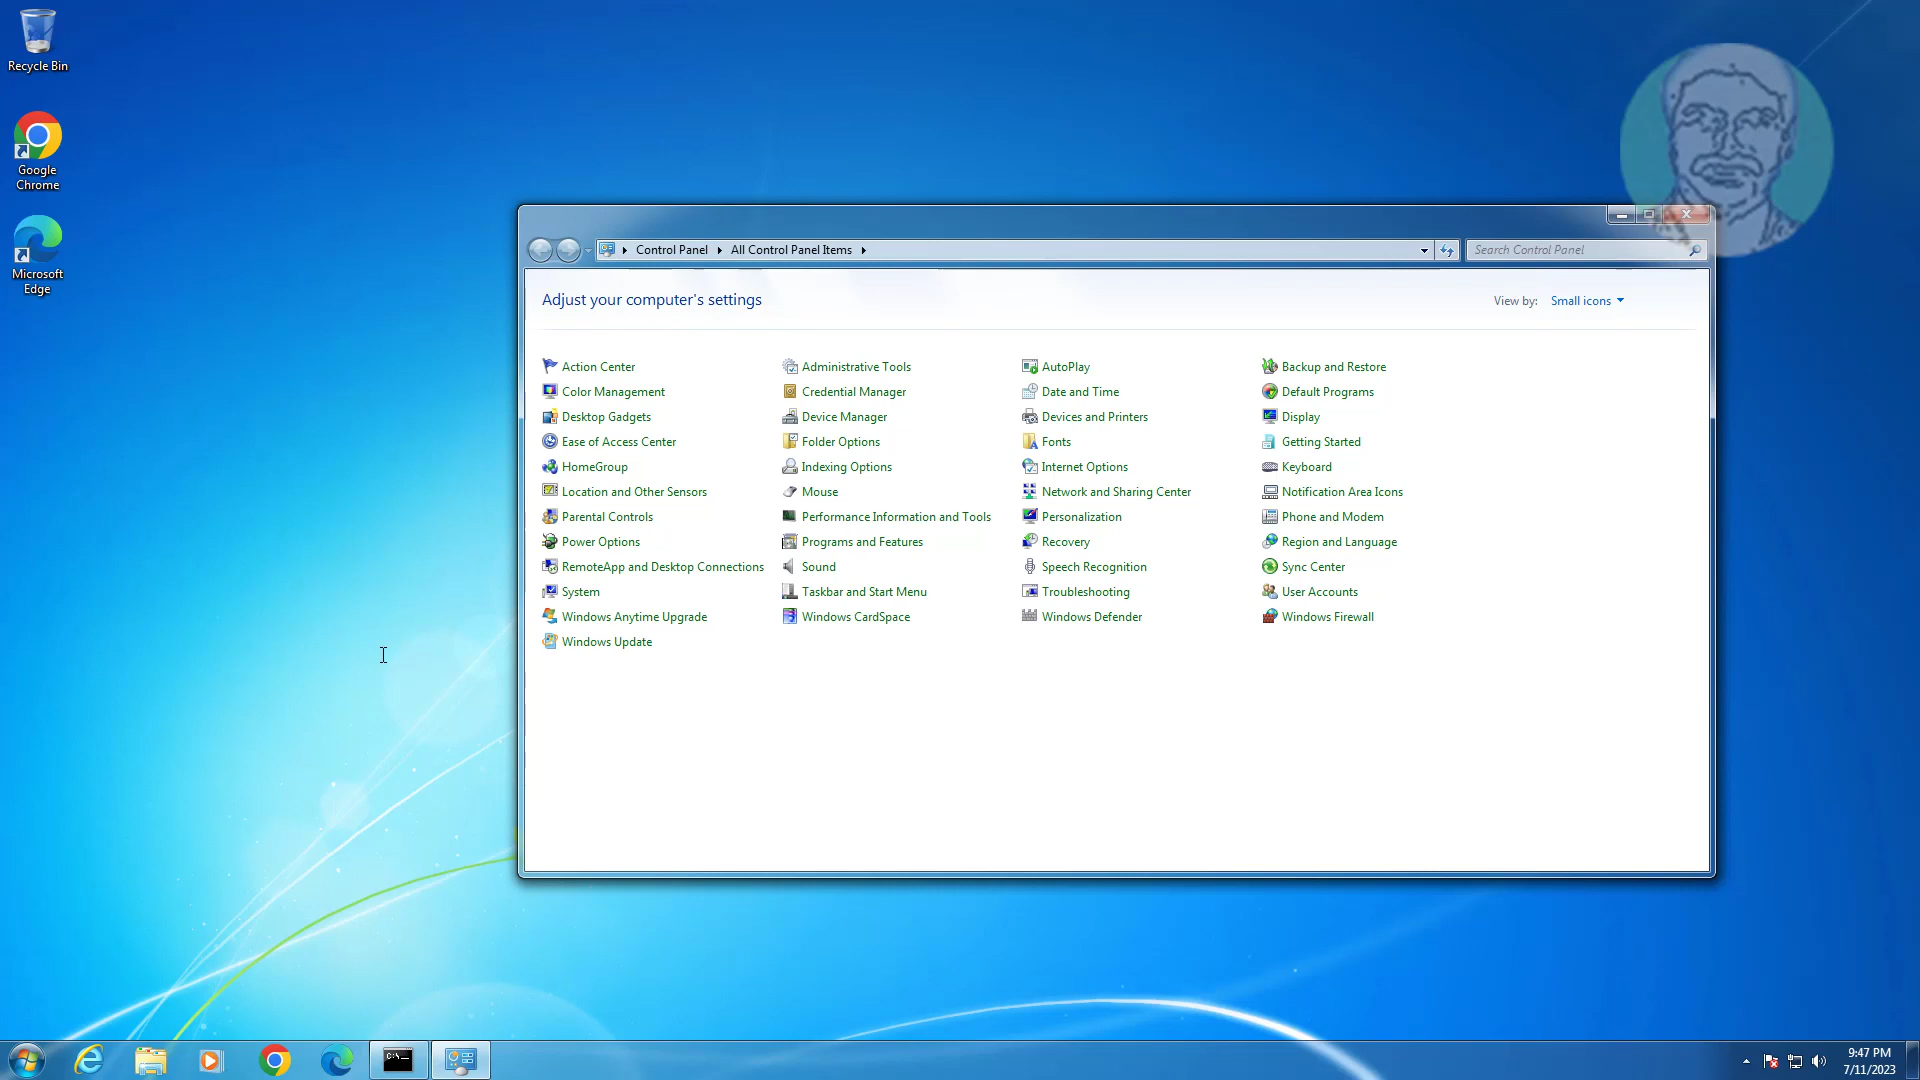 Recycle Bin
Google
Chrome
Microsoft
Edge
Control Panel All Control Panel Items
Search Control Panel
Adjust your computer's settings
View by: Small icons
Action Center
Administrative Tools
AutoPlay
Backup and Restore
Color Management
Credential Manager
Date and Time
Default Programs
Desktop Gadgets
Device Manager
Devices and Printers
Display
Ease of Access Center
Folder Options
Fonts
Getting Started
HomeGroup
Indexing Options
Internet Options
Keyboard
Location and Other Sensors
Mouse
Network and Sharing Center
Notification Area Icons
Parental Controls
Performance Information and Tools
Personalization
Phone and Modem
Power Options
Programs and Features
Recovery
Region and Language
RemoteApp and Desktop Connections
Sound
Speech Recognition
Sync Center
System
Taskbar and Start Menu
Troubleshooting
User Accounts
Windows Anytime Upgrade
Windows CardSpace
Windows Defender
Windows Firewall
Windows Update
C:\
9:47 PM
7/11/2023